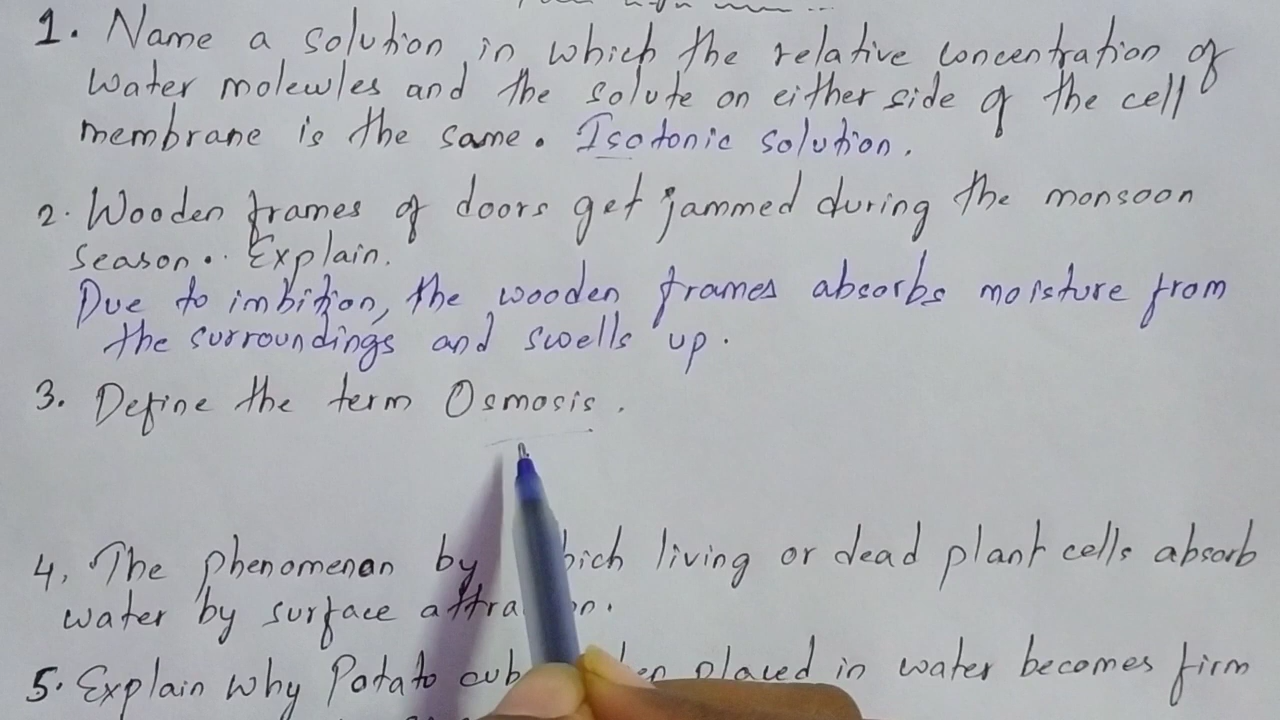 1. Name a solution in which the relative concentration of
water molecules and the solute on either side of the cell
membrane is the same. Isotonic solution.
2. Wooden frames of doors get jammed during the monsoon
season. Explain.
Due to imbition, the wooden frames absorbs moisture from
the surroundings and swells up.
3. Define the term Osmosis.
4. The phenomenon by living or dead plant cells absorb
water by surface
5. Explain why Potato placed in water becomes firm